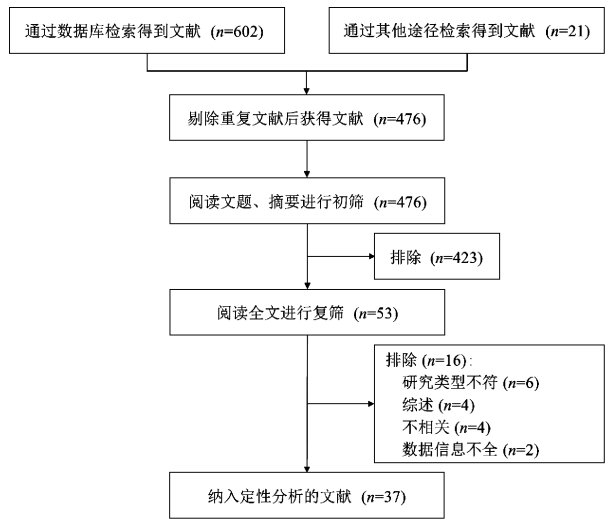 通过数据库检索得到文献 (n=602)
通过其他途径检索得到文献 (n=21)
剔除重复文献后获得文献 (n=476)
阅读文题、摘要进行初筛 (n=476)
排除 (n=423)
阅读全文进行复筛 (n=53)
排除 (n=16):
研究类型不符 (n=6)
综述 (n=4)
不相关 (n=4)
数据信息不全 (n=2)
纳入定性分析的文献 (n=37)